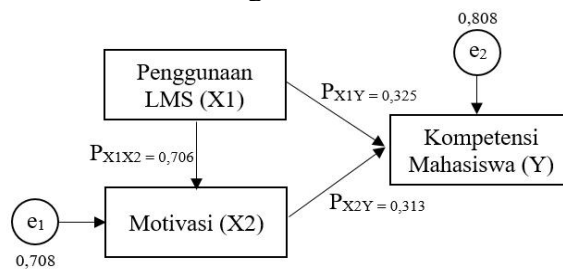 0,808
e2
Penggunaan
LMS (X1)
PX1Y = 0,325
Kompetensi
Mahasiswa (Y)
PX1X2 = 0,706
PX2Y = 0,313
e1
Motivasi (X2)
0,708